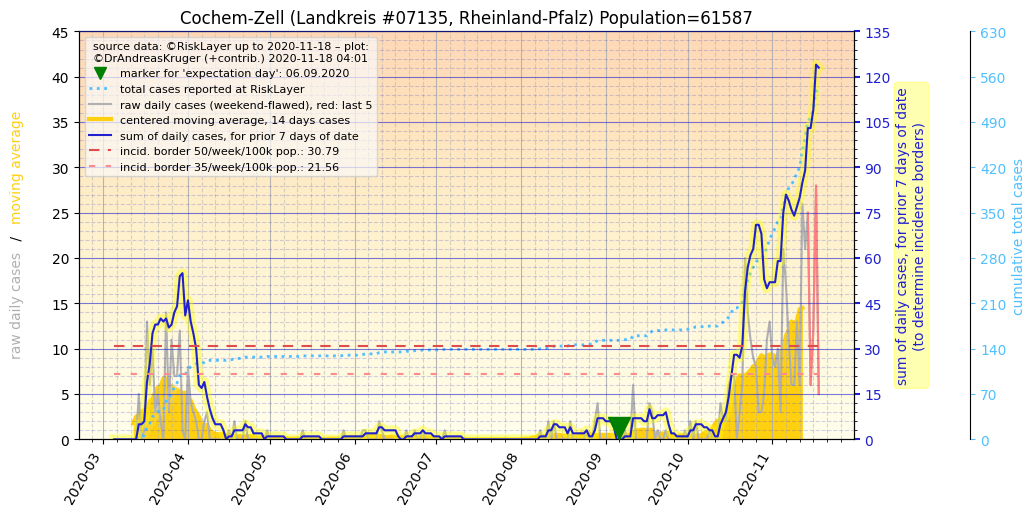 Cochem-Zell (Landkreis #07135, Rheinland-Pfalz) Population=61587
source data: ©RiskLayer up to 2020-11-18 – plot:
©DrAndreasKruger (+contrib.) 2020-11-18 04:01
marker for 'expectation day': 06.09.2020
total cases reported at RiskLayer
raw daily cases (weekend-flawed), red: last 5
centered moving average, 14 days cases
sum of daily cases, for prior 7 days of date
incid. border 50/week/100k pop.: 30.79
incid. border 35/week/100k pop.: 21.56
raw daily cases / moving average
45
40
35
30
25
20
15
10
5
0
2020-03
2020-04
2020-05
2020-06
2020-07
2020-08
2020-09
2020-10
2020-11
135
120
105
90
75
60
45
30
15
0
sum of daily cases, for prior 7 days of date
(to determine incidence borders)
630
560
490
420
350
280
210
140
70
0
cumulative total cases